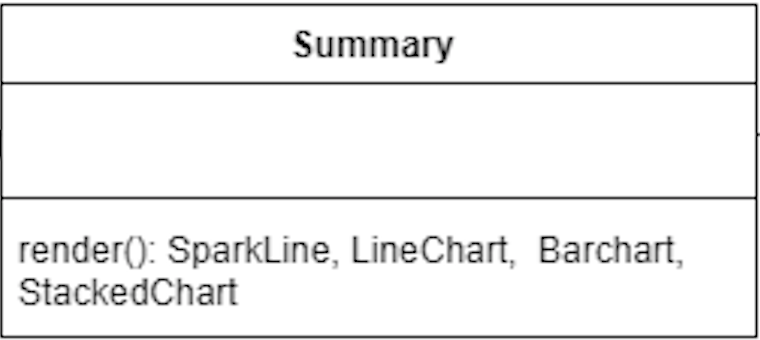 Summary
render(): SparkLine, LineChart, Barchart,
StackedChart